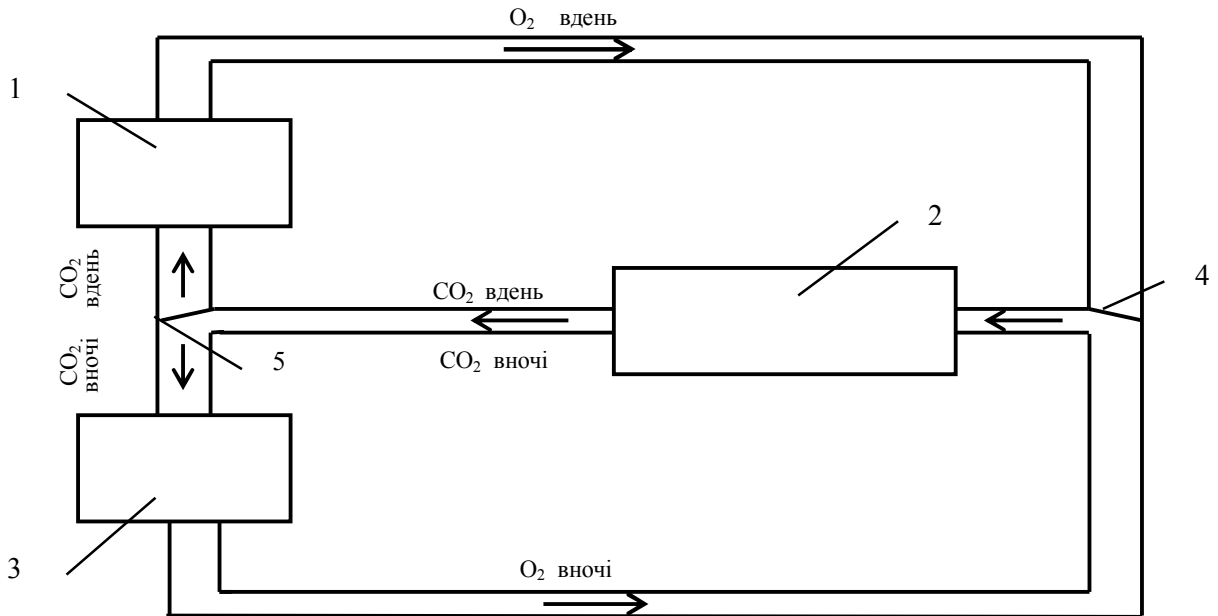 O₂ вдень
1
2
CO₂ вдень
CO₂ вдень
4
CO₂ вночі
5
CO₂. вночі
3
O₂ вночі